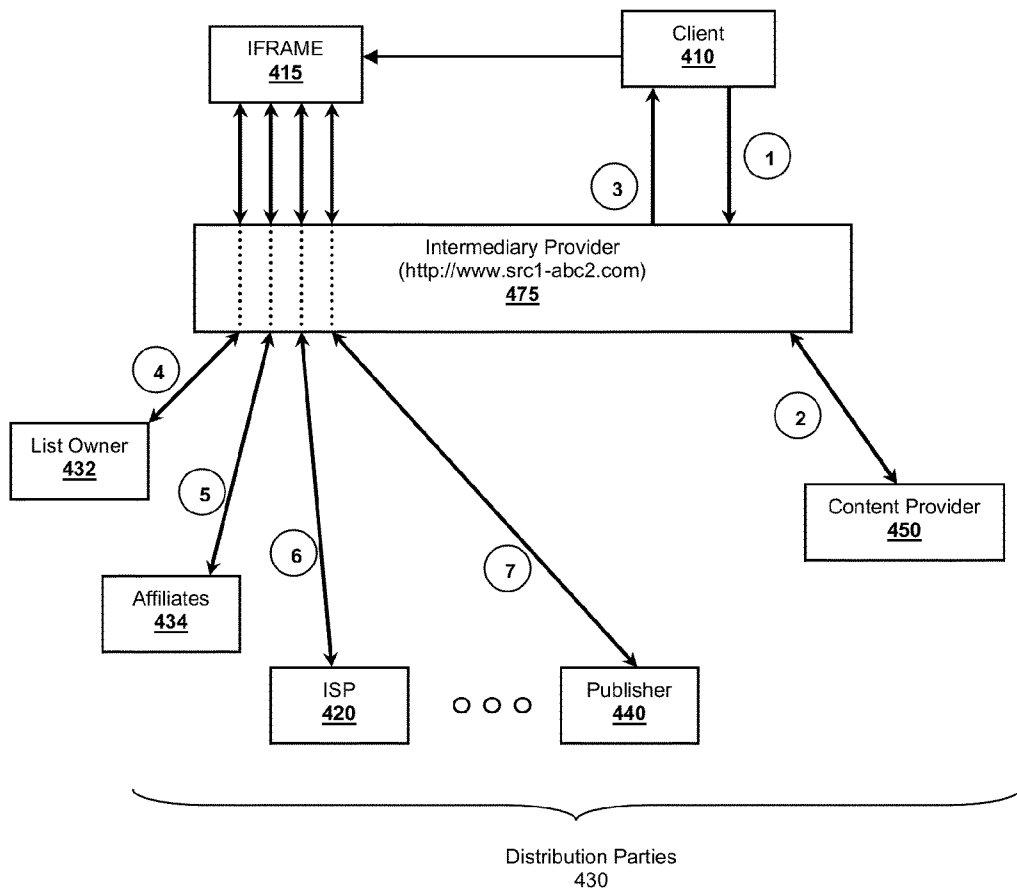 IFRAME
415
Client
410
1
3
Intermediary Provider
(http://www.src1-abc2.com)
475
4
2
List Owner
432
5
Content Provider
450
6
7
Affiliates
434
ISP
420
Publisher
440
Distribution Parties
430